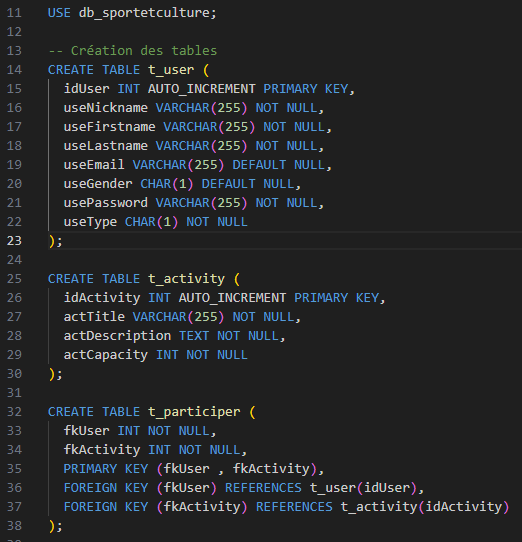 11 USE db_sportetculture;
12
13 -- Création des tables
14 CREATE TABLE t_user (
15 idUser INT AUTO_INCREMENT PRIMARY KEY,
16 useNickname VARCHAR(255) NOT NULL,
17 useFirstname VARCHAR(255) NOT NULL,
18 useLastname VARCHAR(255) NOT NULL,
19 useEmail VARCHAR(255) DEFAULT NULL,
20 useGender CHAR(1) DEFAULT NULL,
21 usePassword VARCHAR(255) NOT NULL,
22 useType CHAR(1) NOT NULL
23 );
24
25 CREATE TABLE t_activity (
26 idActivity INT AUTO_INCREMENT PRIMARY KEY,
27 actTitle VARCHAR(255) NOT NULL,
28 actDescription TEXT NOT NULL,
29 actCapacity INT NOT NULL
30 );
31
32 CREATE TABLE t_participer (
33 fkUser INT NOT NULL,
34 fkActivity INT NOT NULL,
35 PRIMARY KEY (fkUser , fkActivity),
36 FOREIGN KEY (fkUser) REFERENCES t_user(idUser),
37 FOREIGN KEY (fkActivity) REFERENCES t_activity(idActivity)
38 );